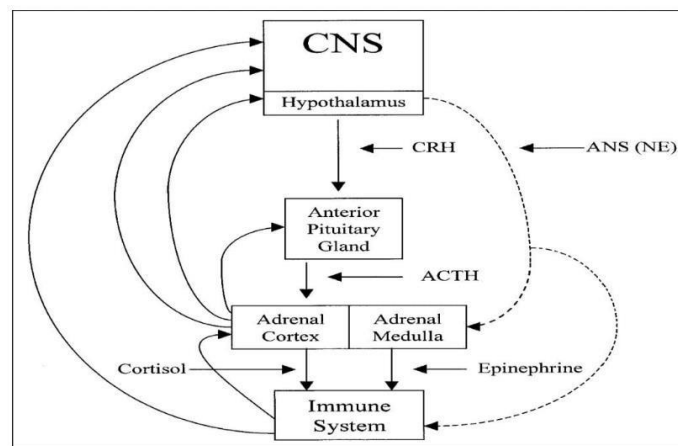 CNS
Hypothalamus
CRH
ANS (NE)
Anterior
Pituitary
Gland
ACTH
Adrenal
Cortex
Adrenal
Medulla
Cortisol
Epinephrine
Immune
System